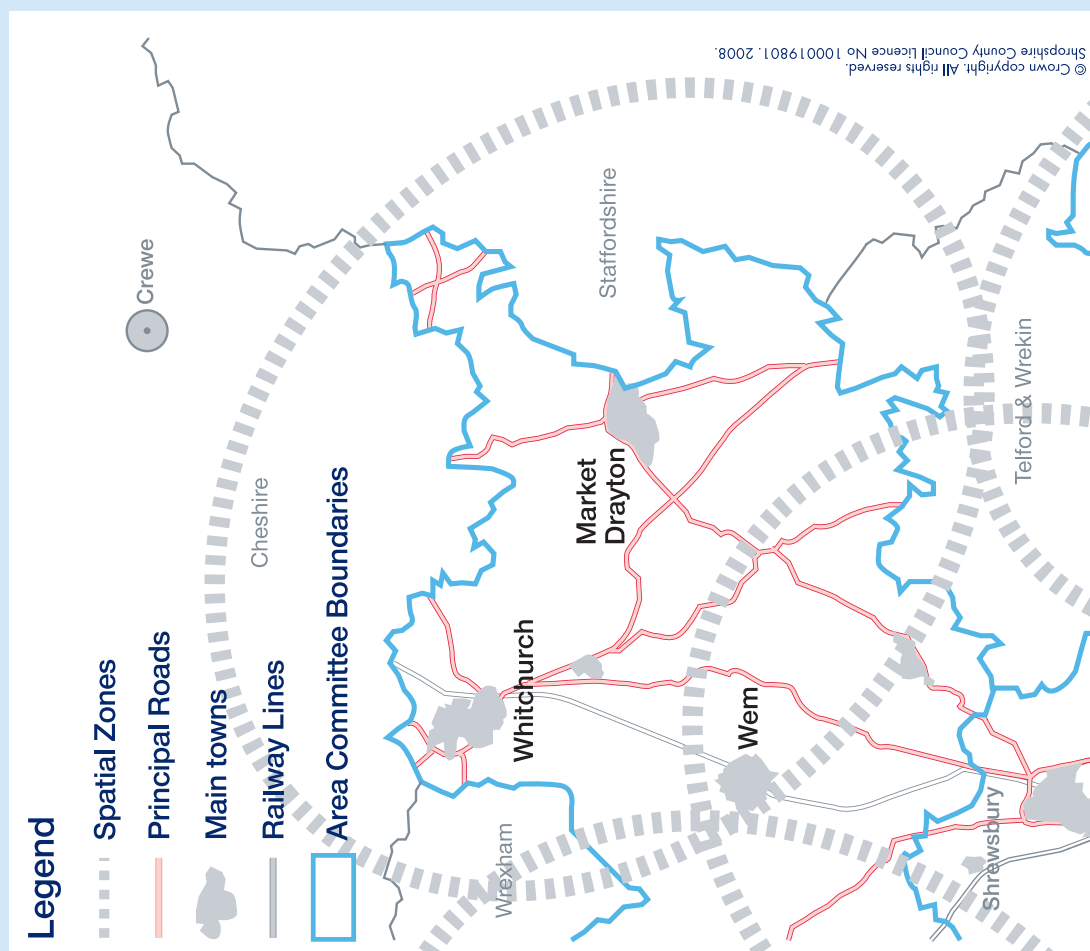 Legend
Spatial Zones
Principal Roads
Main towns
Railway Lines
Area Committee Boundaries
Crewe
Cheshire
Staffordshire
Market
Drayton
Whitchurch
Wem
Wrexham
Shrewsbury
Telford & Wrekin
© Crown copyright. All rights reserved.
Shropshire County Council Licence No 100019801. 2008.